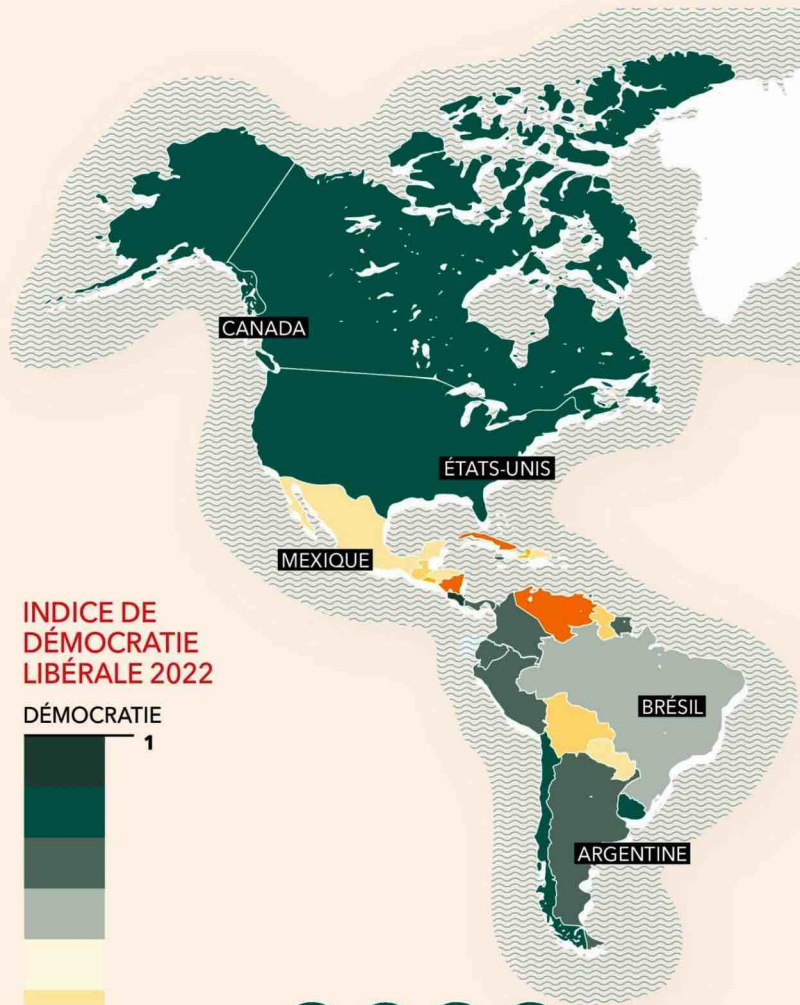 CANADA
ÉTATS-UNIS
MEXIQUE
INDICE DE
DÉMOCRATIE
LIBÉRALE 2022
DÉMOCRATIE
1
BRÉSIL
ARGENTINE